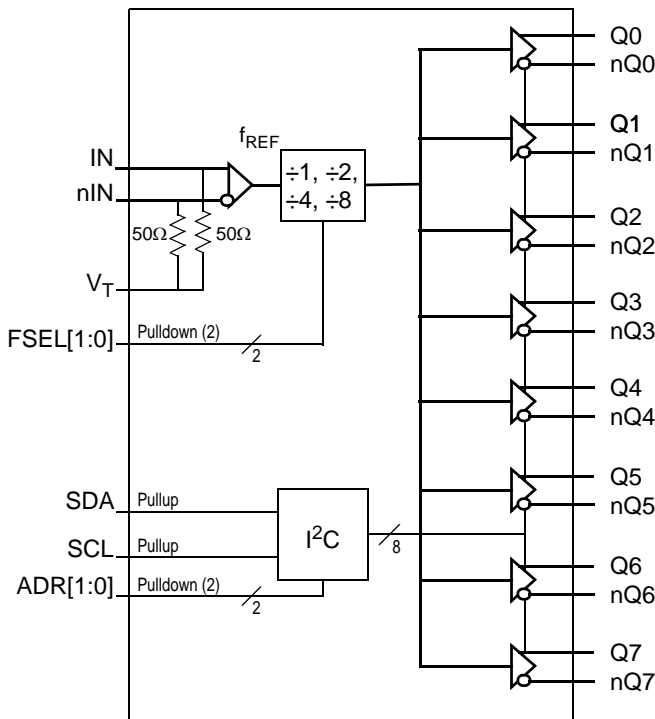 Q0
nQ0
Q1
nQ1
fREF
IN
÷1, ÷2,
nIN
÷4, ÷8
50Ω
50Ω
Q2
nQ2
VT
Q3
FSEL[1:0]
Pulldown (2)
2
nQ3
Q4
nQ4
Q5
SDA
Pullup
nQ5
I²C
8
SCL
Pullup
Q6
ADR[1:0]
Pulldown (2)
2
nQ6
Q7
nQ7